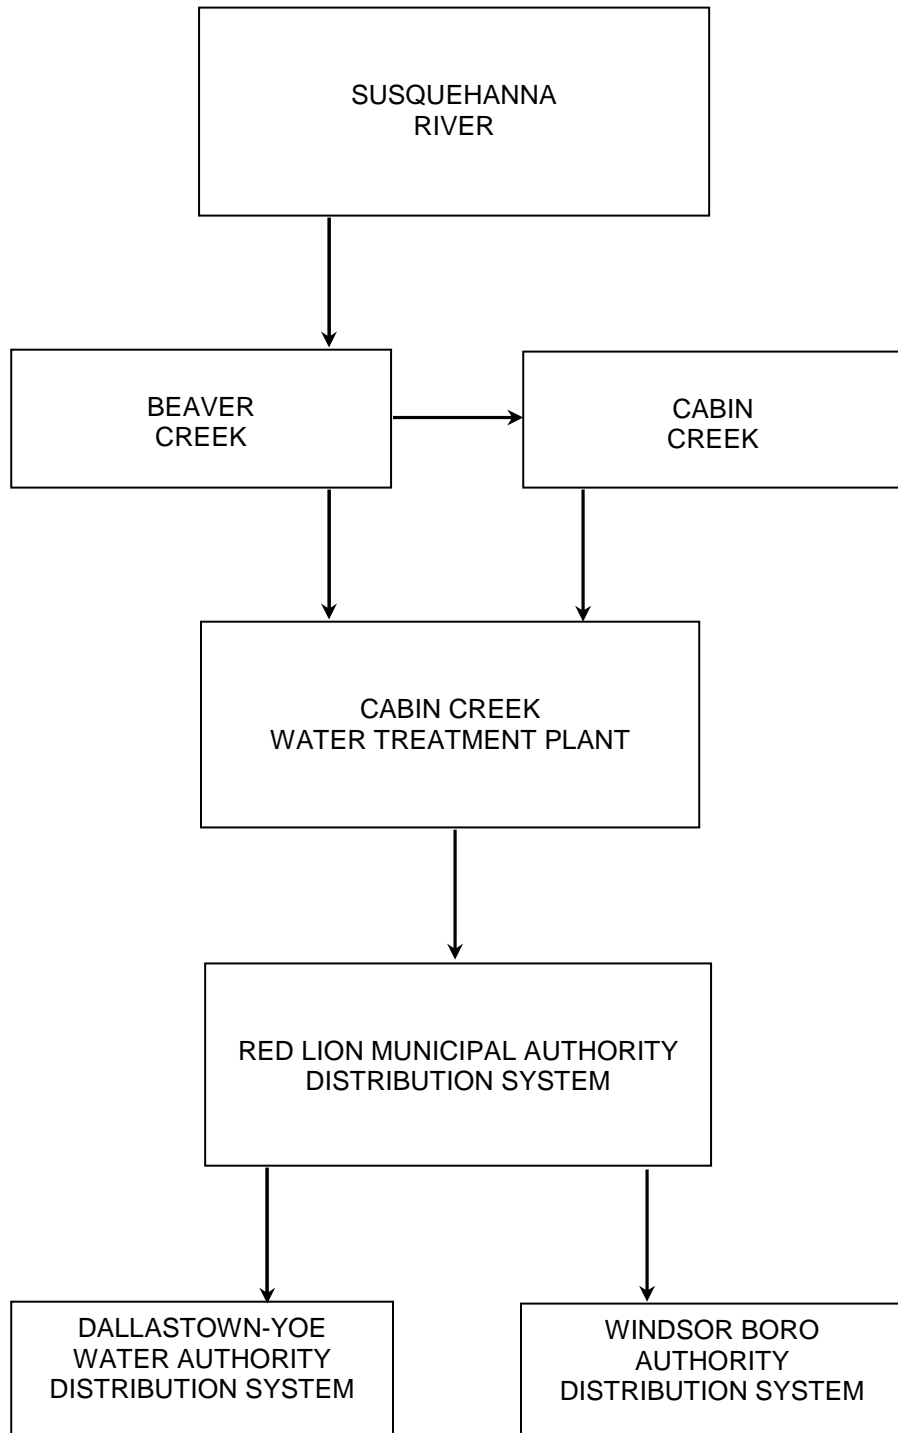 SUSQUEHANNA
RIVER
BEAVER
CREEK
CABIN
CREEK
CABIN CREEK
WATER TREATMENT PLANT
RED LION MUNICIPAL AUTHORITY
DISTRIBUTION SYSTEM
DALLASTOWN-YOE
WATER AUTHORITY
DISTRIBUTION SYSTEM
WINDSOR BORO
AUTHORITY
DISTRIBUTION SYSTEM